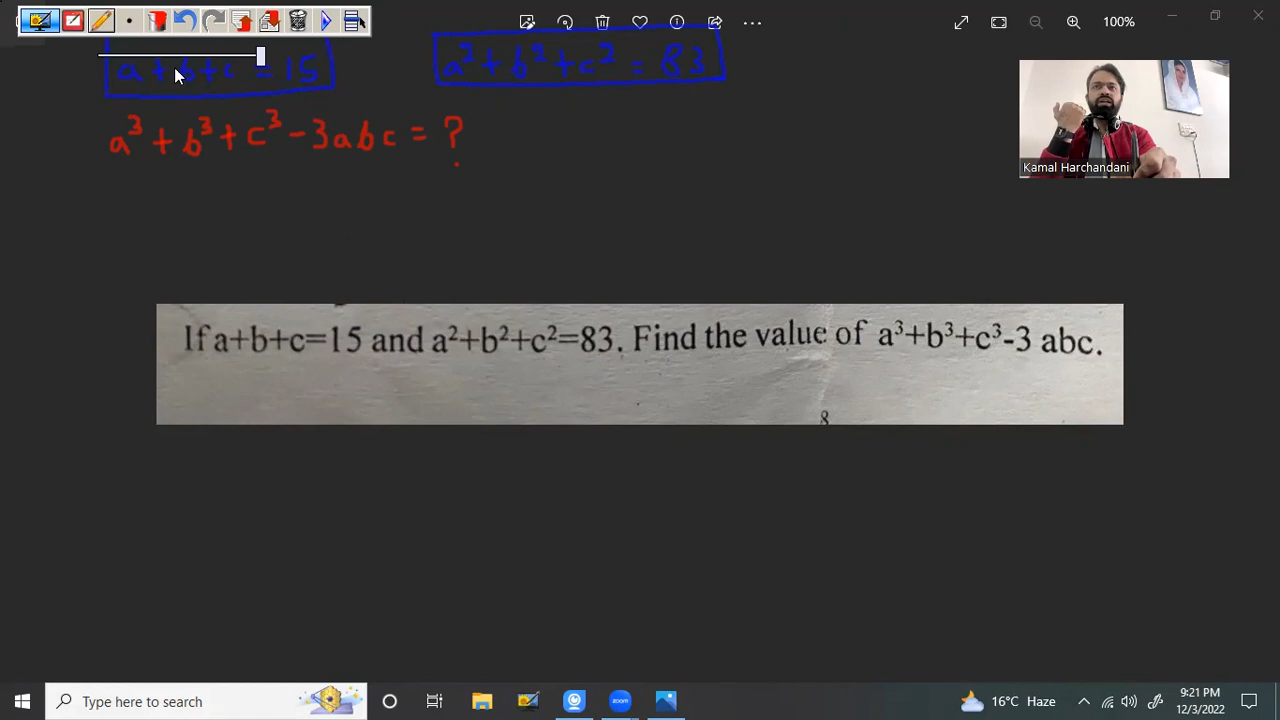 100%
a + b + c = 15
a² + b² + c² = 83
a³ + b³ + c³ - 3abc = ?
Kamal Harchandani
If a+b+c=15 and a²+b²+c²=83. Find the value of a³+b³+c³-3 abc.
8
Type here to search
16°C Haze
9:21 PM
12/3/2022